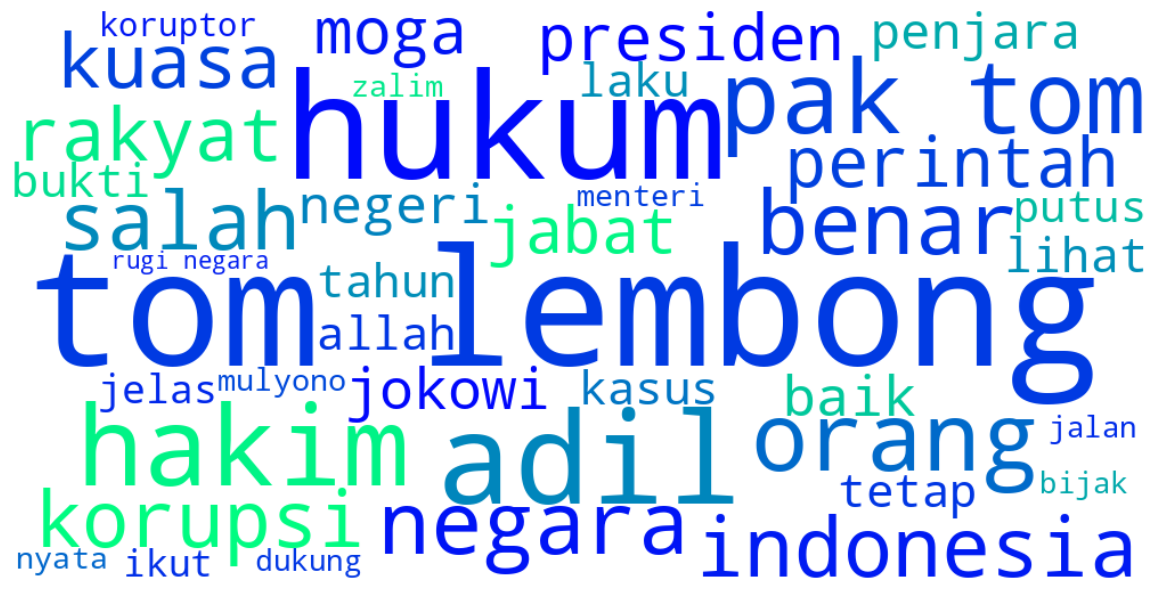 koruptor
moga
presiden
penjara
kuasa
zalim
laku
hukum
pak tom
rakyat
perintah
bukti
salah
negeri
menteri
jabat
benar
putus
lihat
rugi negara
tom lembong
tahun
allah
jelas
mulyono
jokowi
kasus
baik
hakim
adil
orang
jalan
tetap
bijak
korupsi
negara
indonesia
nyata
ikut
dukung